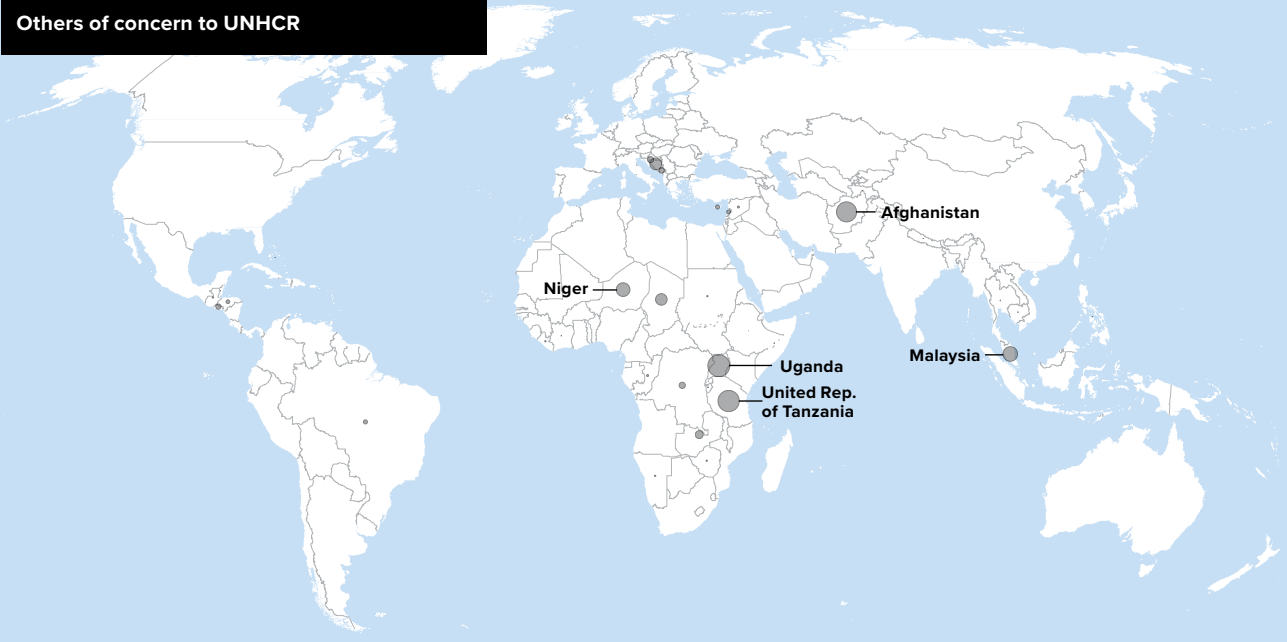 Others of concern to UNHCR
Afghanistan
Niger
Malaysia
Uganda
United Rep.
of Tanzania